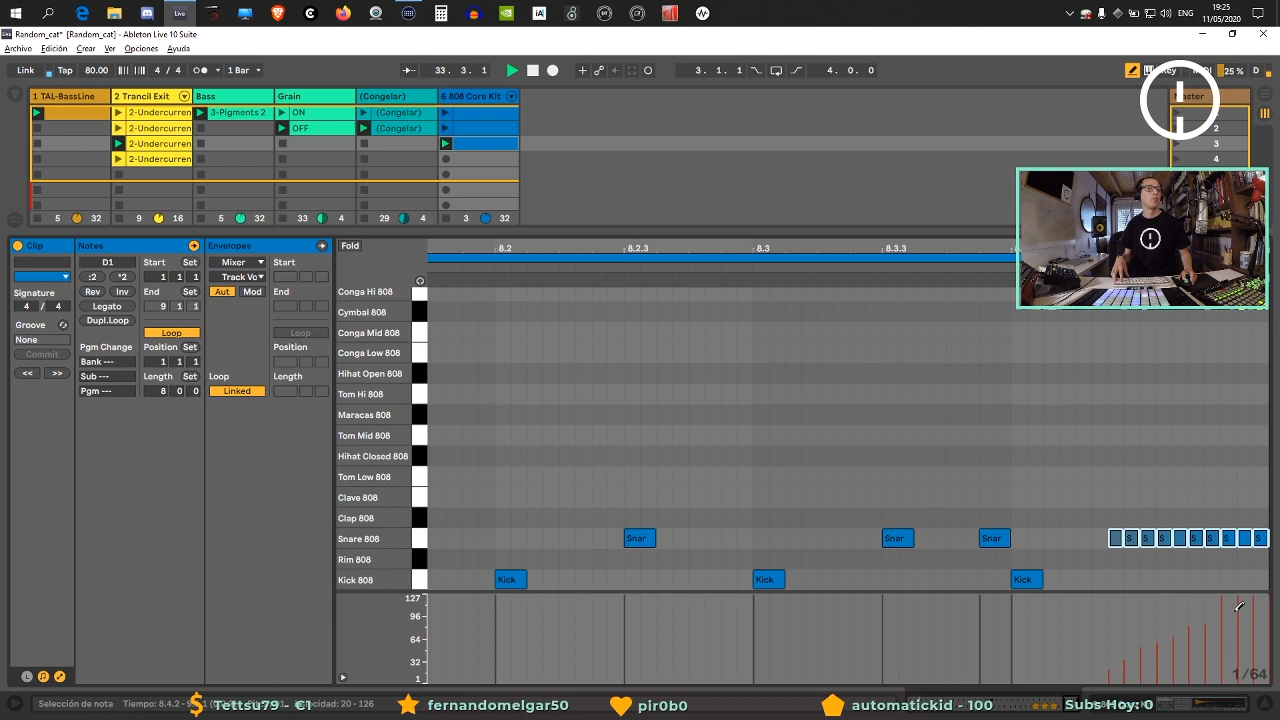 19:25
ENG
11/05/2020
Random_cat* [Random_cat] - Ableton Live 10 Suite
Archivo Edición Crear Ver Opciones Ayuda
Link Tap 80.00 4 / 4 1 Bar 33. 3. 1 3. 1. 1 4. 0. 0 Key 25 % D
1 TAL-BassLine 2 Trancil Exit Bass Grain (Congelar) 6 808 Core Kit Master
2-Undercurren 3-Pigments 2 ON (Congelar)
2-Undercurren OFF (Congelar) 2
2-Undercurren 3
2-Undercurren 4
5 32 9 16 5 32 33 4 29 4 3 32
Clip Notes Envelopes Fold 8.2 8.2.3 8.3 8.3.3
D1 Start Set Mixer Start
:2 *2 1 1 1 Track Vo
Signature Rev Inv End Set Aut Mod End
4 / 4 Legato 9 1 1
Groove Dupl.Loop
None Loop Loop
Commit Pgm Change Position Set Position
<< >> Bank --- 1 1 1
Sub --- Length Set Loop Length
Pgm --- 8 0 0 Linked
Conga Hi 808
Cymbal 808
Conga Mid 808
Conga Low 808
Hihat Open 808
Tom Hi 808
Maracas 808
Tom Mid 808
Hihat Closed 808
Tom Low 808
Clave 808
Clap 808
Snare 808 Snar Snar Snar S S S S S S S
Rim 808
Kick 808 Kick Kick Kick
127
96
64
32
1
1/64
Selección de nota Tiempo: 8.4.2 - 20 - 126
fernandomelgar50 pir0b0 automatico_d - 100 Subs Hoy: 0